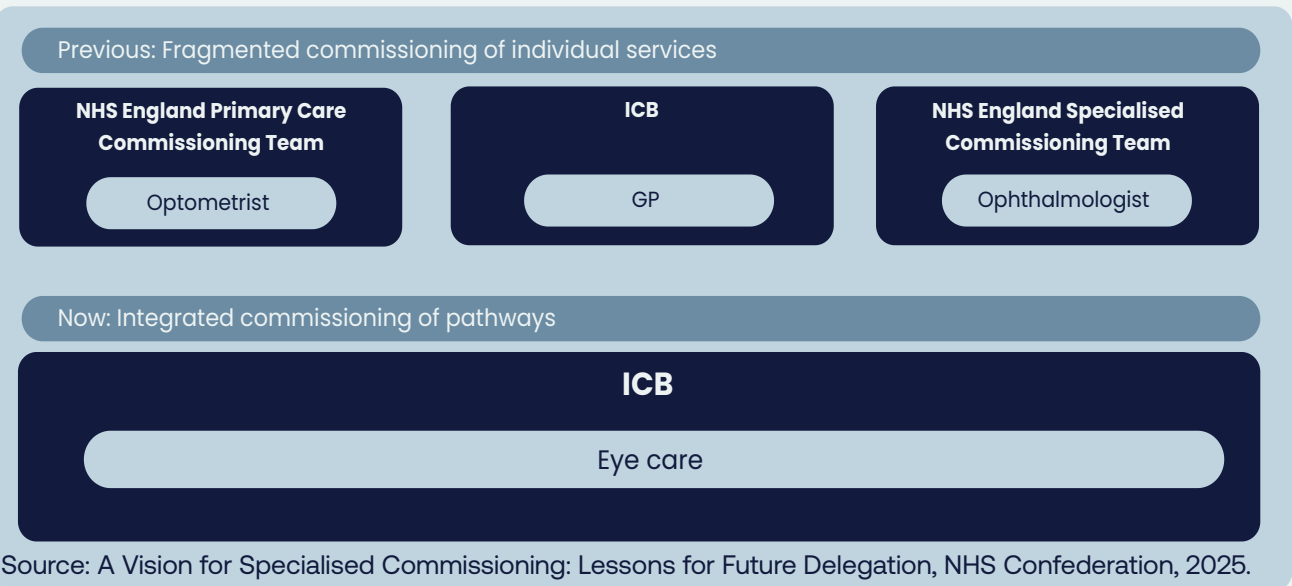 Previous: Fragmented commissioning of individual services
NHS England Primary Care
Commissioning Team
Optometrist
ICB
GP
NHS England Specialised
Commissioning Team
Ophthalmologist
Now: Integrated commissioning of pathways
ICB
Eye care
Source: A Vision for Specialised Commissioning: Lessons for Future Delegation, NHS Confederation, 2025.